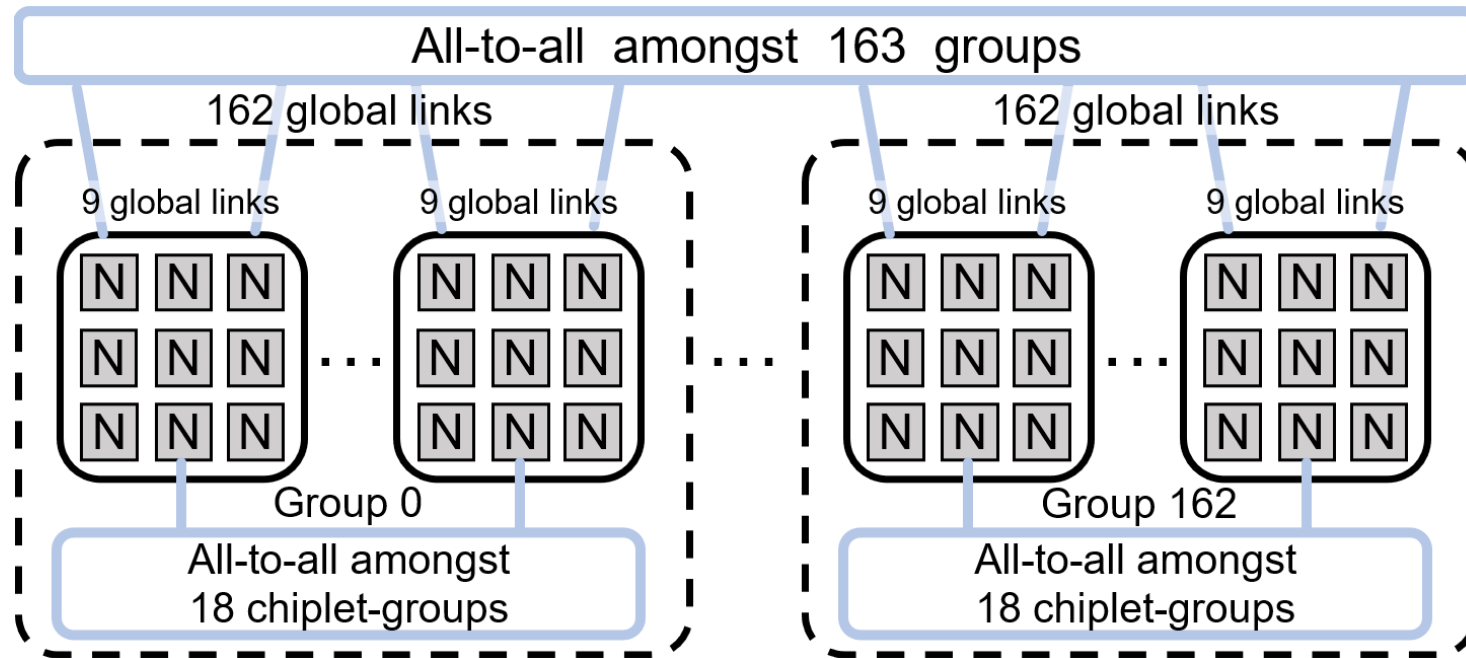 All-to-all amongst 163 groups
162 global links 162 global links
9 global links 9 global links 9 global links 9 global links
N N N N N N N N N N N N
N N N ... N N N ... N N N ... N N N
N N N N N N N N N N N N
Group 0 Group 162
All-to-all amongst All-to-all amongst
18 chiplet-groups 18 chiplet-groups